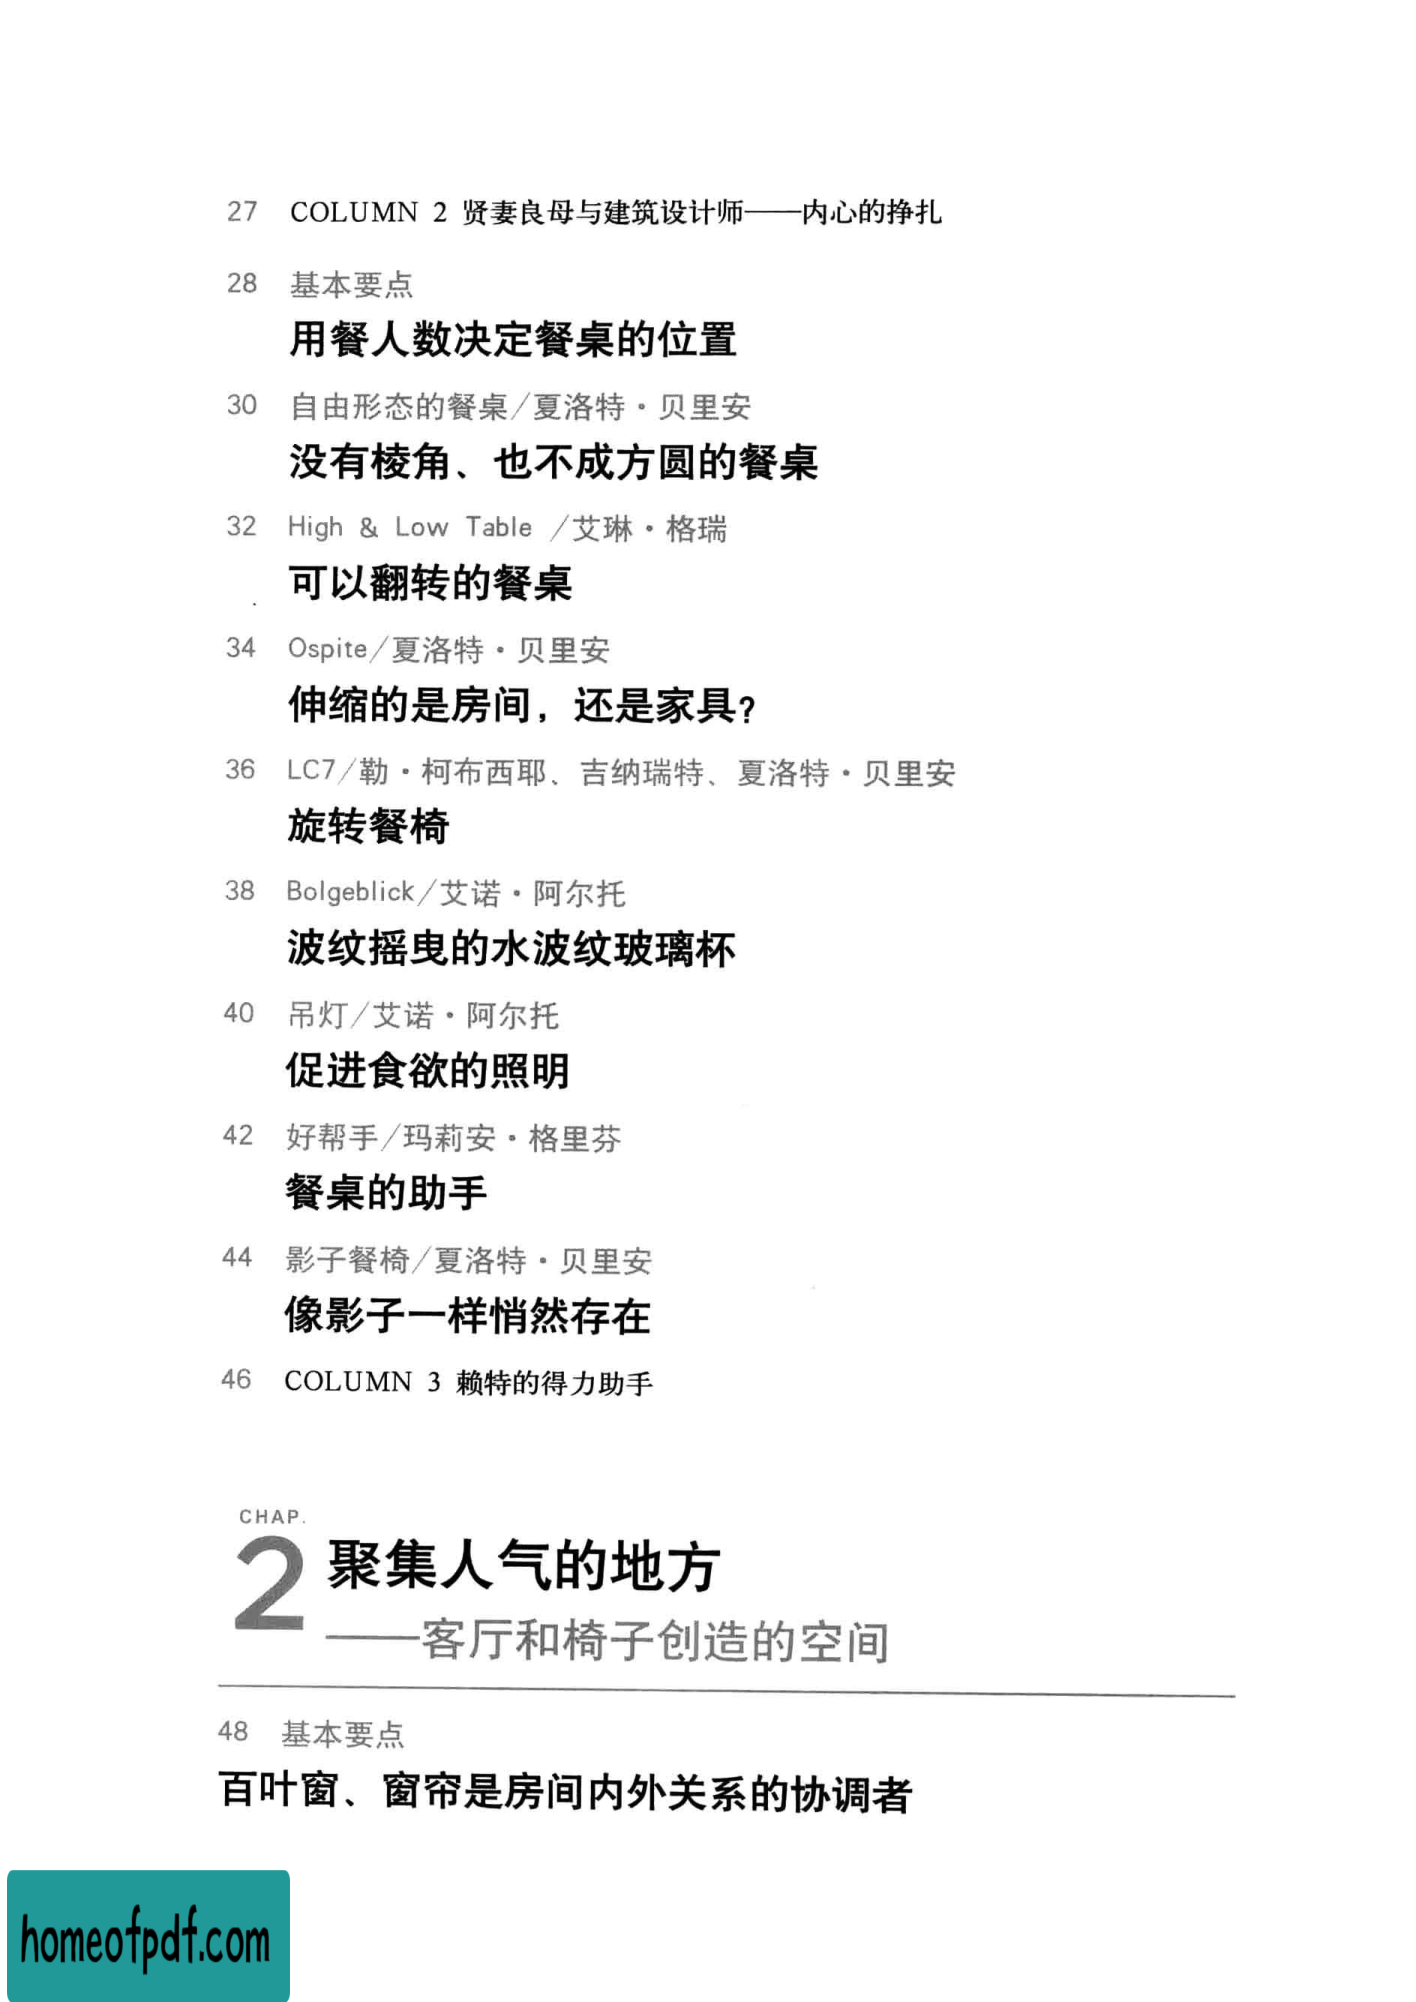 27 COLUMN 2 贤妻良母与建筑设计师——内心的挣扎
28 基本要点
用餐人数决定餐桌的位置
30 自由形态的餐桌/夏洛特·贝里安
没有棱角、也不成方圆的餐桌
32 High & Low Table /艾琳·格瑞
可以翻转的餐桌
34 Ospite/夏洛特·贝里安
伸缩的是房间，还是家具?
36 LC7/勒·柯布西耶、吉纳瑞特、夏洛特·贝里安
旋转餐椅
38 Bolgeblick/艾诺·阿尔托
波纹摇曳的水波纹玻璃杯
40 吊灯/艾诺·阿尔托
促进食欲的照明
42 好帮手/玛莉安·格里芬
餐桌的助手
44 影子餐椅/夏洛特·贝里安
像影子一样悄然存在
46 COLUMN 3 赖特的得力助手
CHAP.
2 聚集人气的地方
——客厅和椅子创造的空间
48 基本要点
百叶窗、窗帘是房间内外关系的协调者
homeofpdf.com